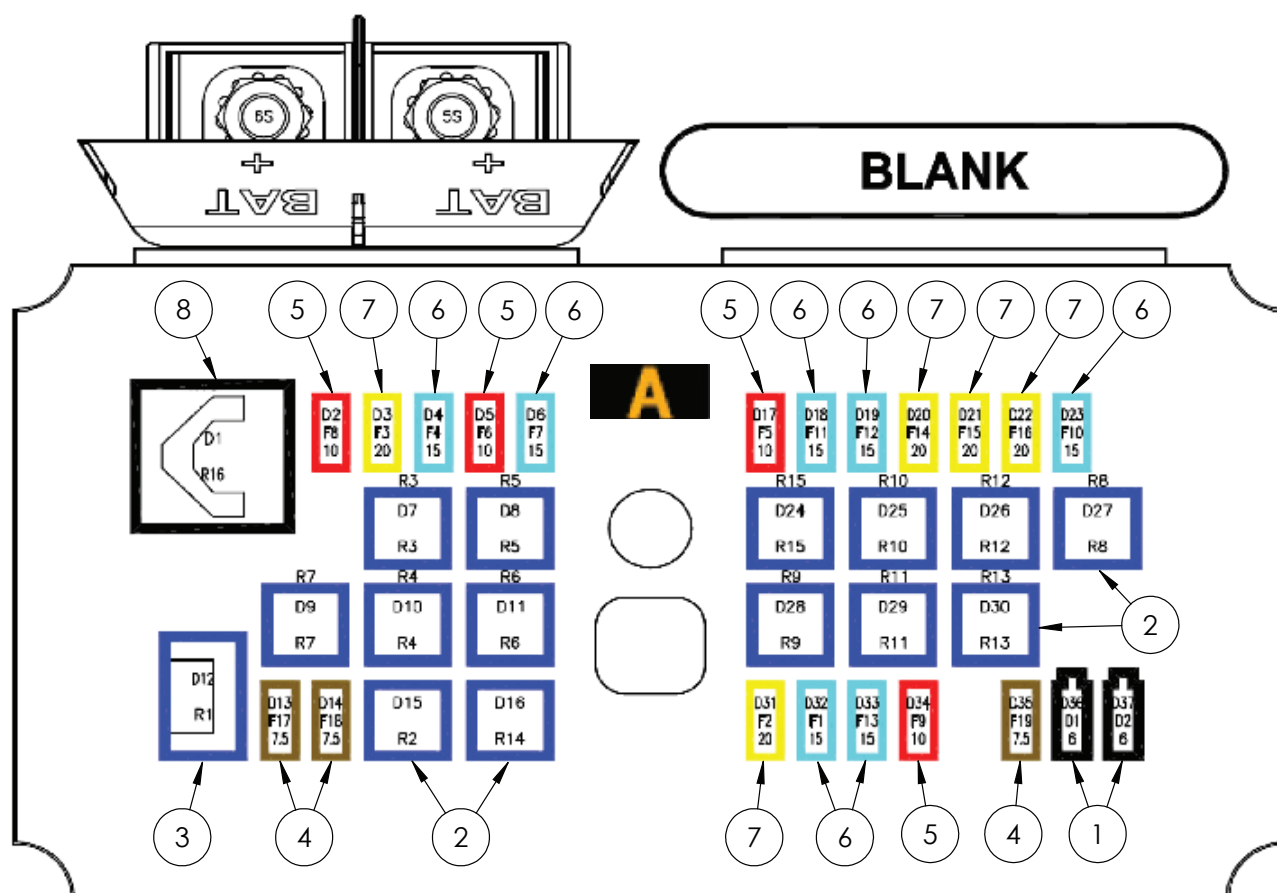 5S
5S
+
+
BAT
BAT
BLANK
8
5
7
6
5
6
5
6
6
7
7
7
6
A
D1
R16
D2
F8
10
D3
F3
20
D4
F4
15
D5
F6
10
D6
F7
15
D17
F5
10
D18
F11
15
D19
F12
15
D20
F14
20
D21
F15
20
D22
F16
20
D23
F10
15
R3
D7
R3
R5
D8
R5
R15
D24
R15
R10
D25
R10
R12
D26
R12
R8
D27
R8
R7
D9
R7
R4
D10
R4
R6
D11
R6
R9
D28
R9
R11
D29
R11
R13
D30
R13
2
D12
R1
D13
F17
7.5
D14
F18
7.5
D15
R2
D16
R14
D31
F2
20
D32
F1
15
D33
F13
15
D34
F9
10
D35
F19
7.5
D36
D1
6
D37
D2
6
3
4
2
7
6
5
4
1